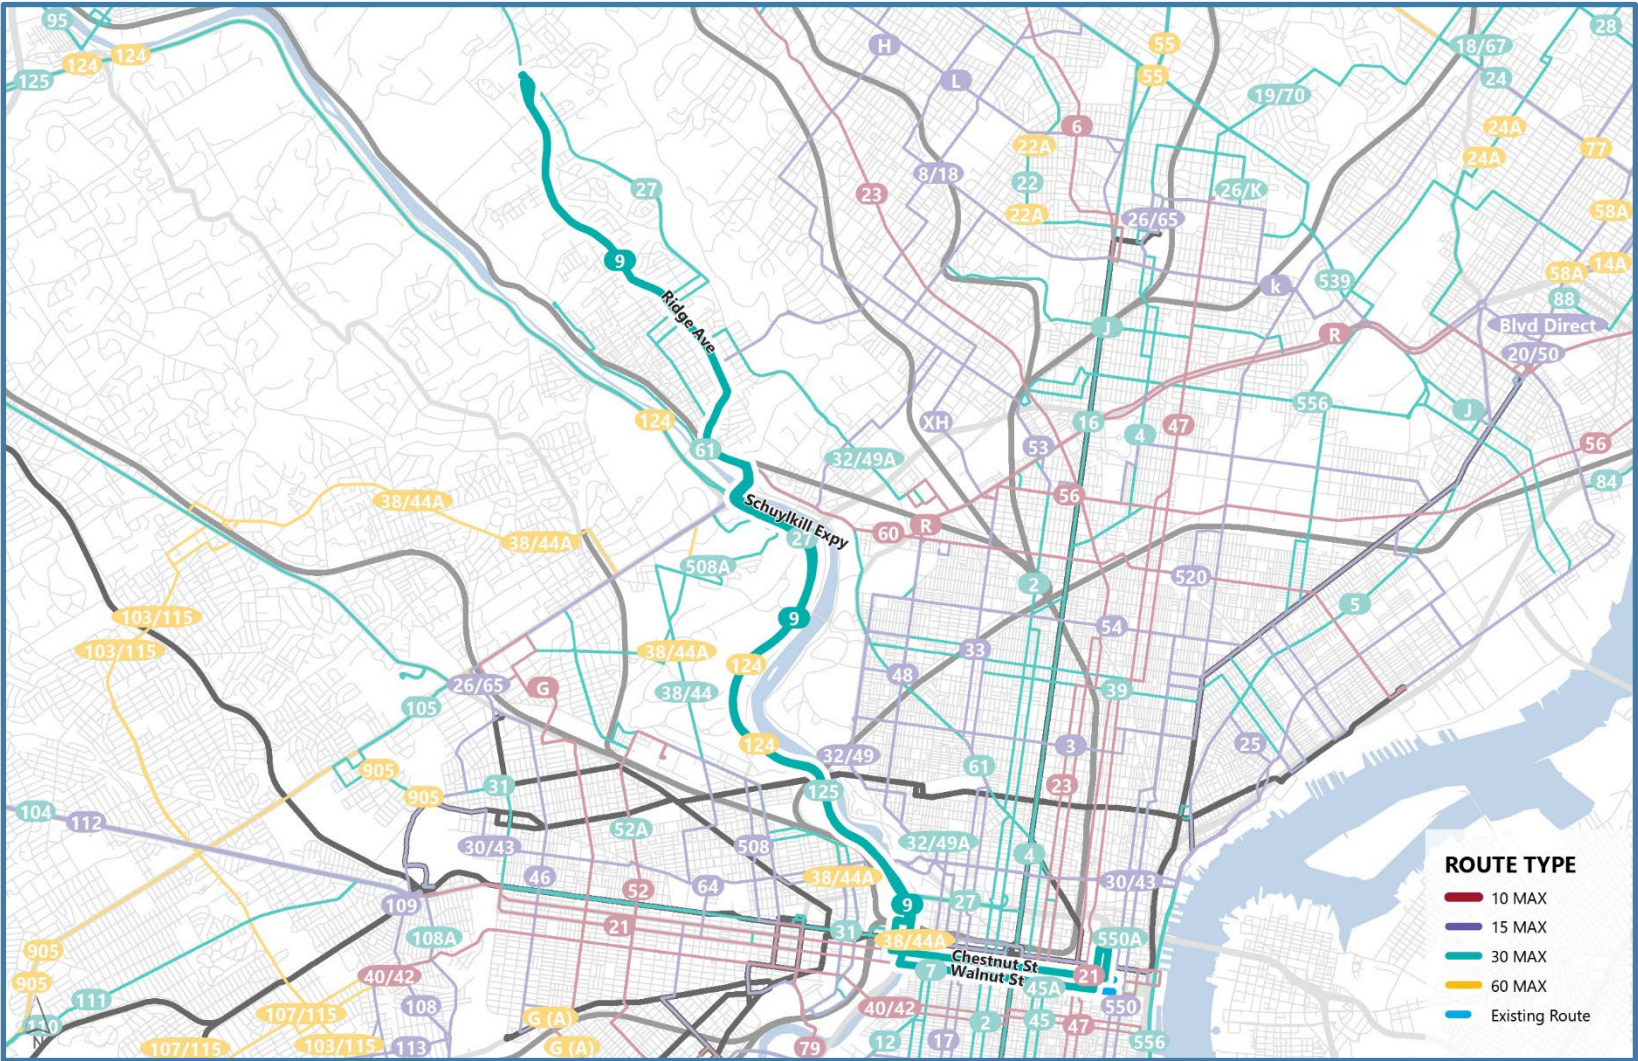 95
124
124
125
H
L
55
55
18/67
28
24
19/70
6
22A
24A
24A
77
27
23
8/18
22
26/K
22A
26/65
58A
9
14A
58A
539
k
88
Ridge Ave
J
R
Blvd Direct
20/50
124
XH
16
4
47
556
J
61
32/49A
53
56
56
84
38/44A
Schuylkill Expy
27
60
R
38/44A
508A
2
520
5
103/115
9
54
103/115
38/44A
124
33
48
26/65
G
38/44
39
105
124
32/49
3
25
905
61
31
125
23
905
104
112
52A
30/43
508
32/49A
4
46
64
38/44A
30/43
52
109
9
27
21
31
108A
38/44A
550A
905
Chestnut St
Walnut St
40/42
7
21
905
45A
111
108
40/42
550
107/115
G (A)
2
45
47
110
N
107/115
103/115
113
G (A)
79
12
17
556
ROUTE TYPE
10 MAX
15 MAX
30 MAX
60 MAX
Existing Route